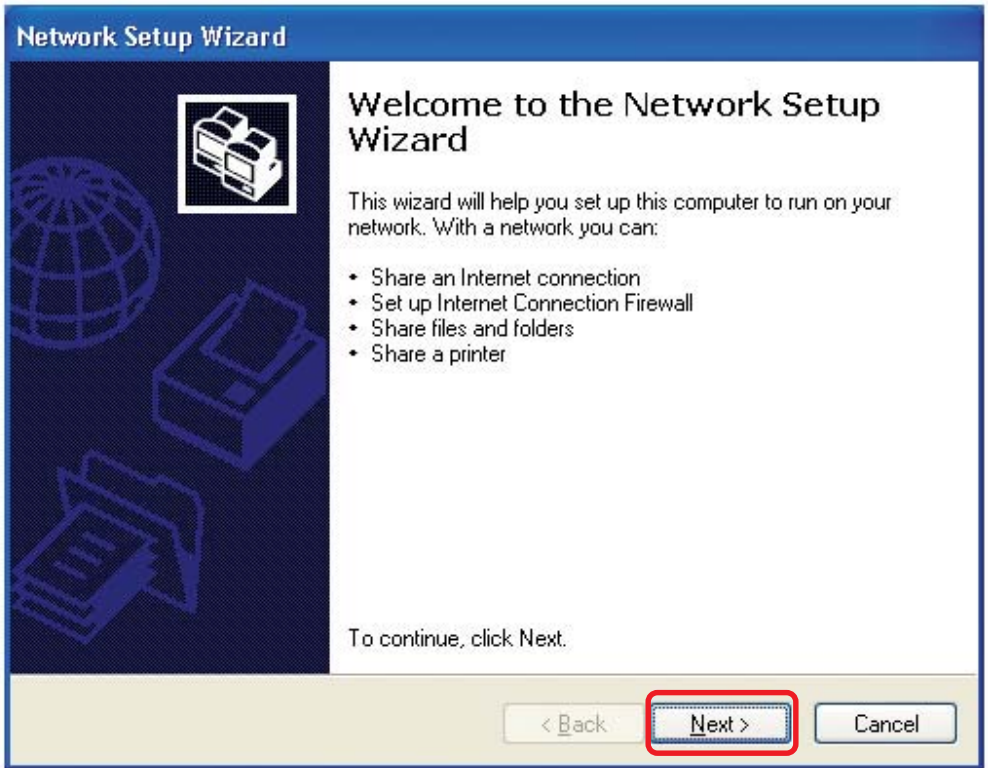 Network Setup Wizard
Welcome to the Network Setup
Wizard
This wizard will help you set up this computer to run on your
network. With a network you can:
• Share an Internet connection
• Set up Internet Connection Firewall
• Share files and folders
• Share a printer
To continue, click Next.
< Back Next > Cancel